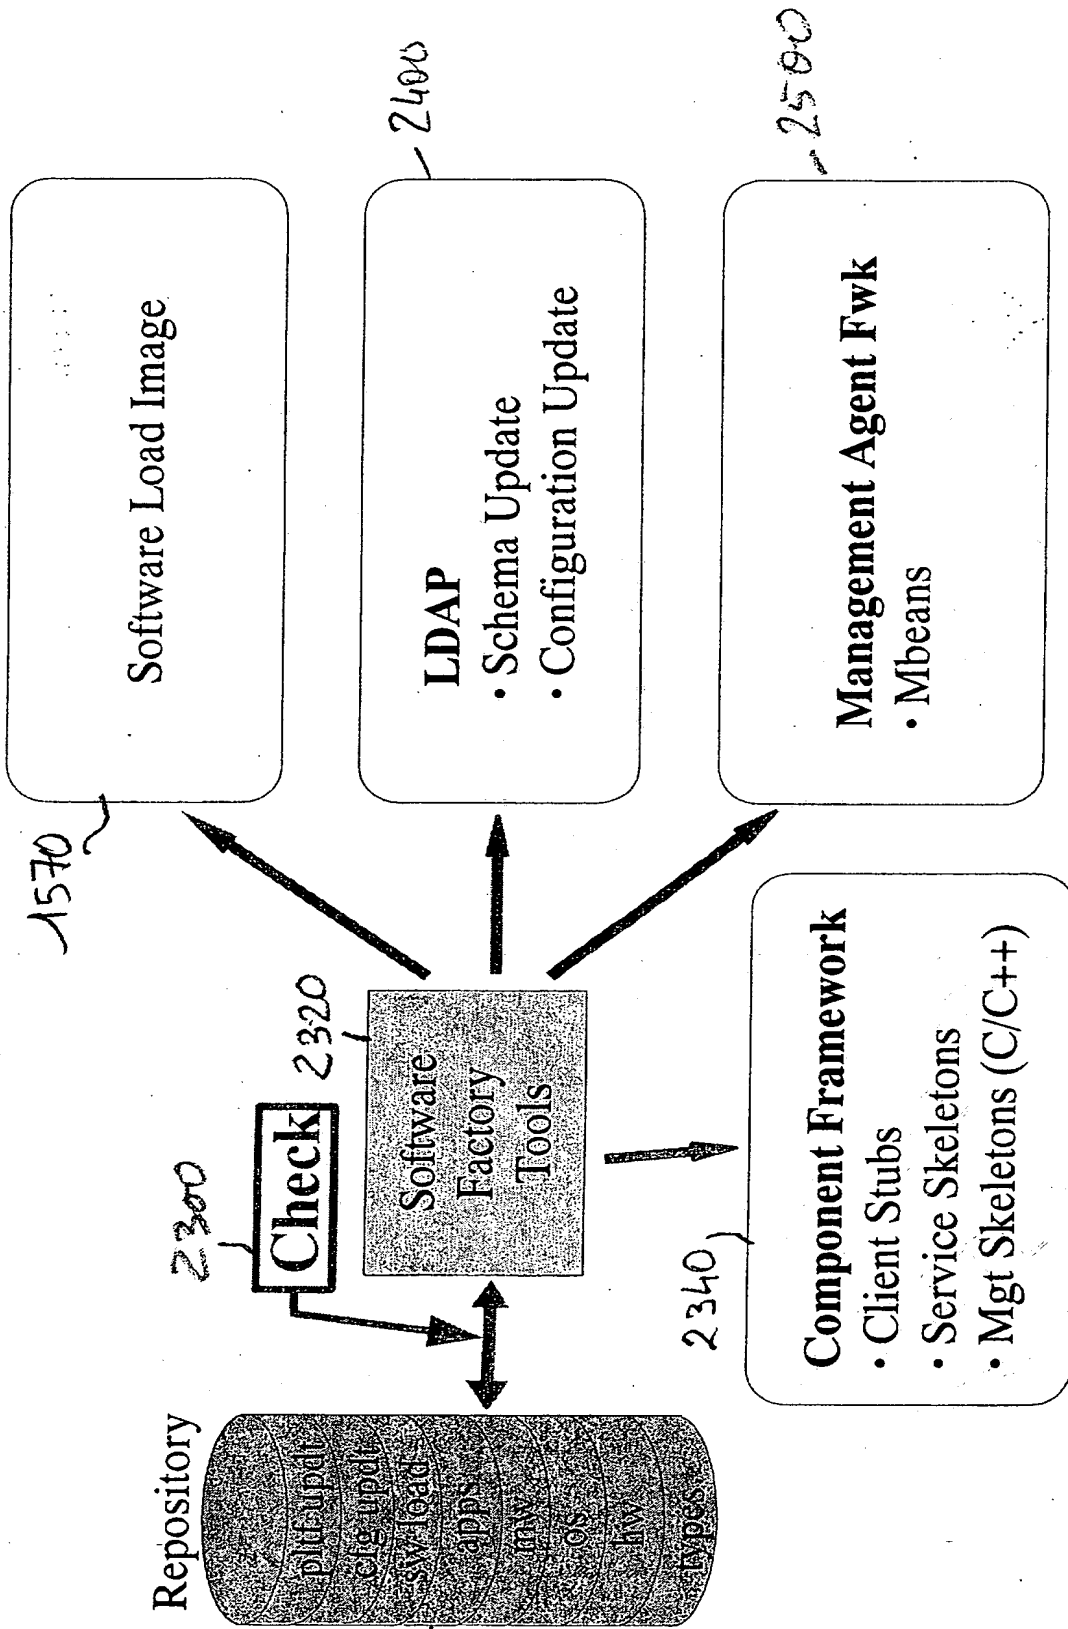 Repository
pltf updt
cfg updt
sw load
apps
mw
os
hw
types
2300
Check
2320
Software
Factory
Tools
1570
Software Load Image
2400
LDAP
• Schema Update
• Configuration Update
2500
Management Agent Fwk
• Mbeans
2340
Component Framework
• Client Stubs
• Service Skeletons
• Mgt Skeletons (C/C++)